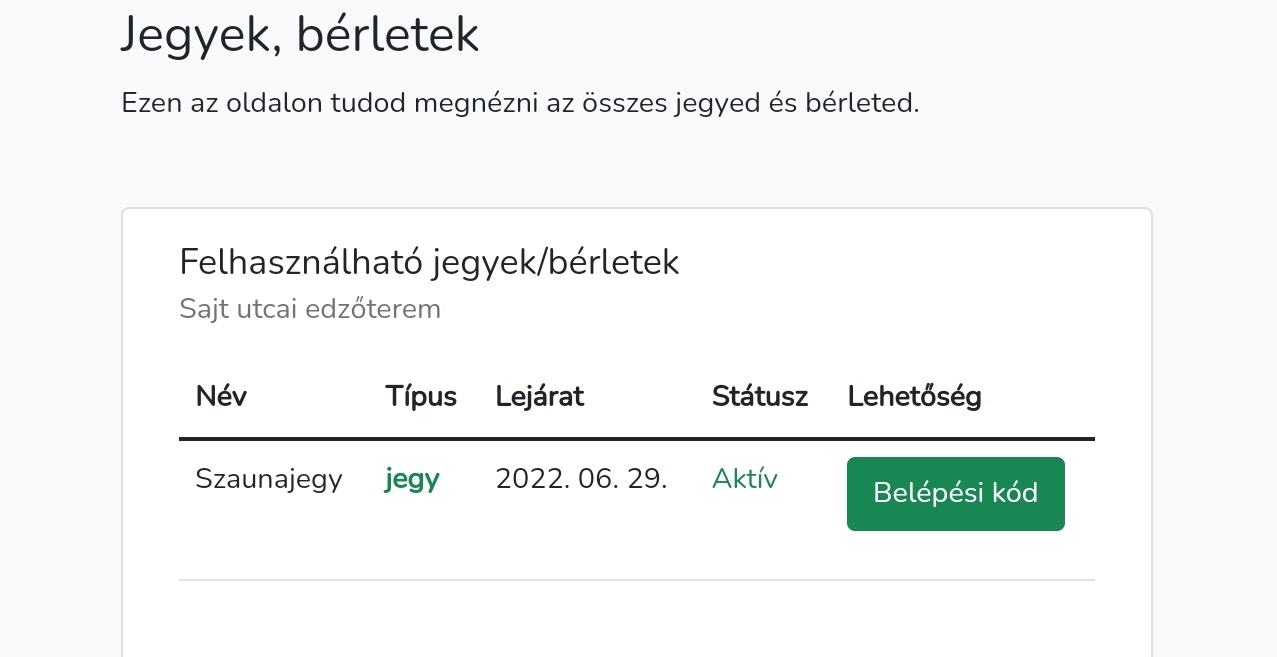 Jegyek, bérletek
Ezen az oldalon tudod megnézni az összes jegyed és bérleted.
Felhasználható jegyek/bérletek
Sajt utcai edzőterem
Név Típus Lejárat Státusz Lehetőség
Szaunajegy jegy 2022. 06. 29. Aktív Belépési kód